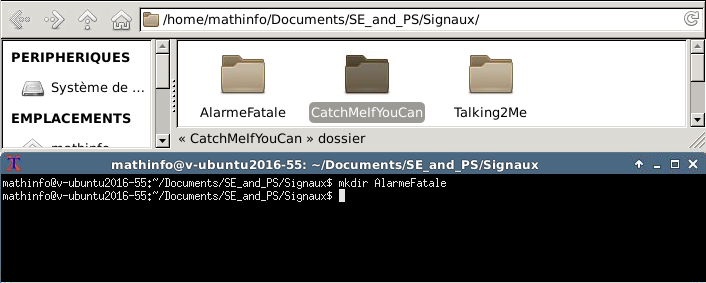 /home/mathinfo/Documents/SE_and_PS/Signaux/
PERIPHERIQUES
Système de ...
EMPLACEMENTS
mathinfo
AlarmeFatale
CatchMeIfYouCan
Talking2Me
« CatchMeIfYouCan » dossier
mathinfo@v-ubuntu2016-55: ~/Documents/SE_and_PS/Signaux
mathinfo@v-ubuntu2016-55:~/Documents/SE_and_PS/Signaux$ mkdir AlarmeFatale
mathinfo@v-ubuntu2016-55:~/Documents/SE_and_PS/Signaux$